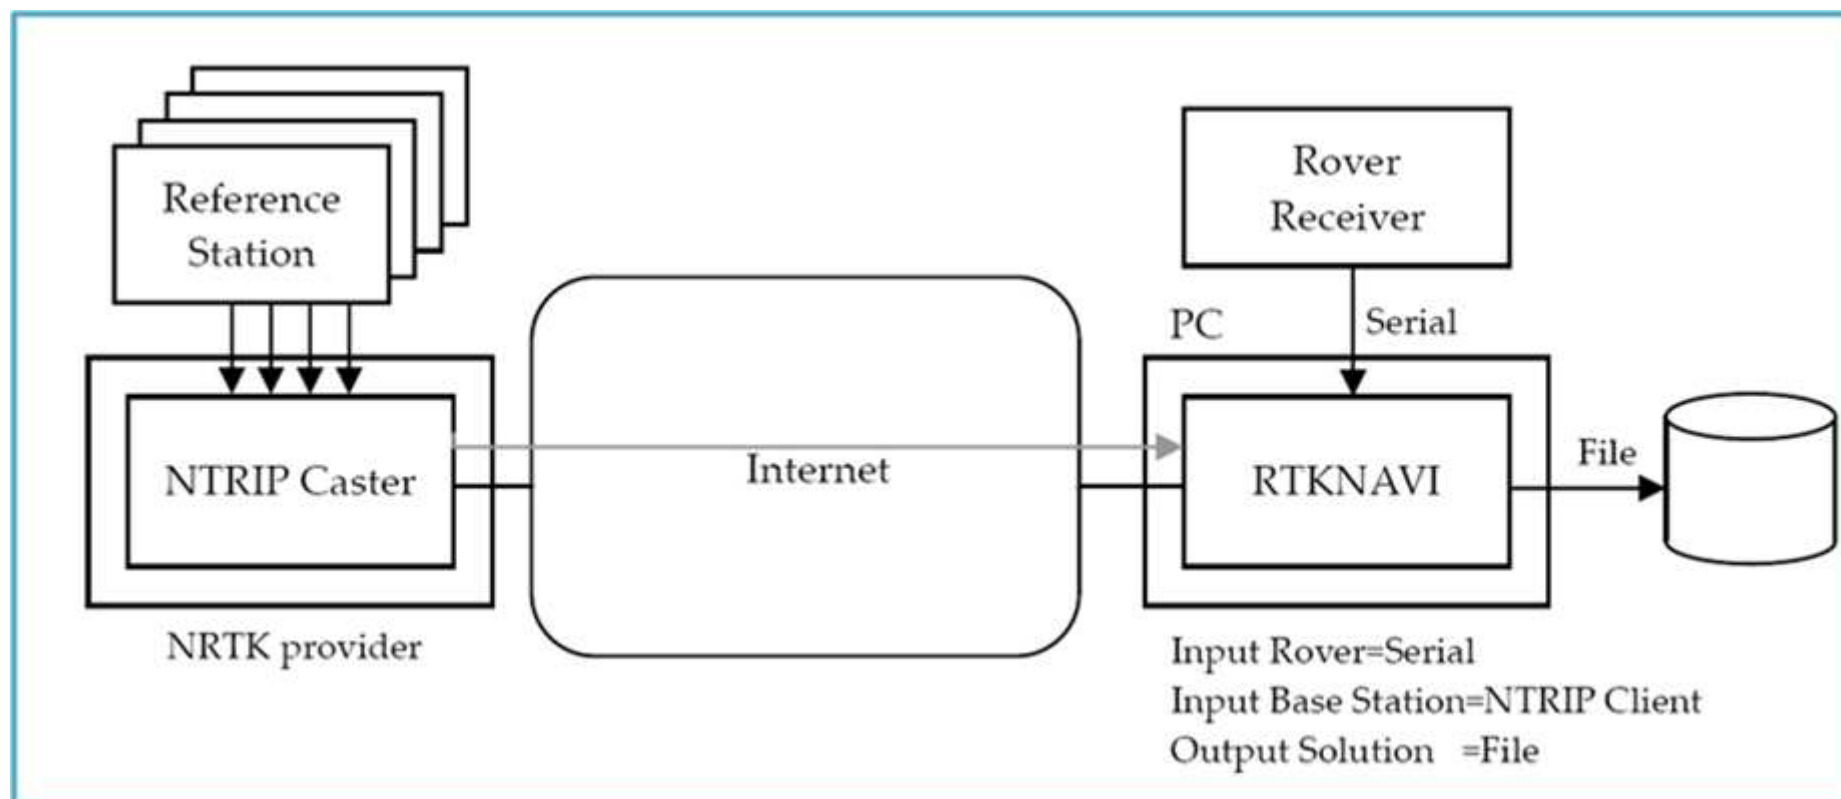 Reference
Station
NTRIP Caster
NRTK provider
Internet
Rover
Receiver
PC
Serial
RTKNAVI
File
Input Rover=Serial
Input Base Station=NTRIP Client
Output Solution =File